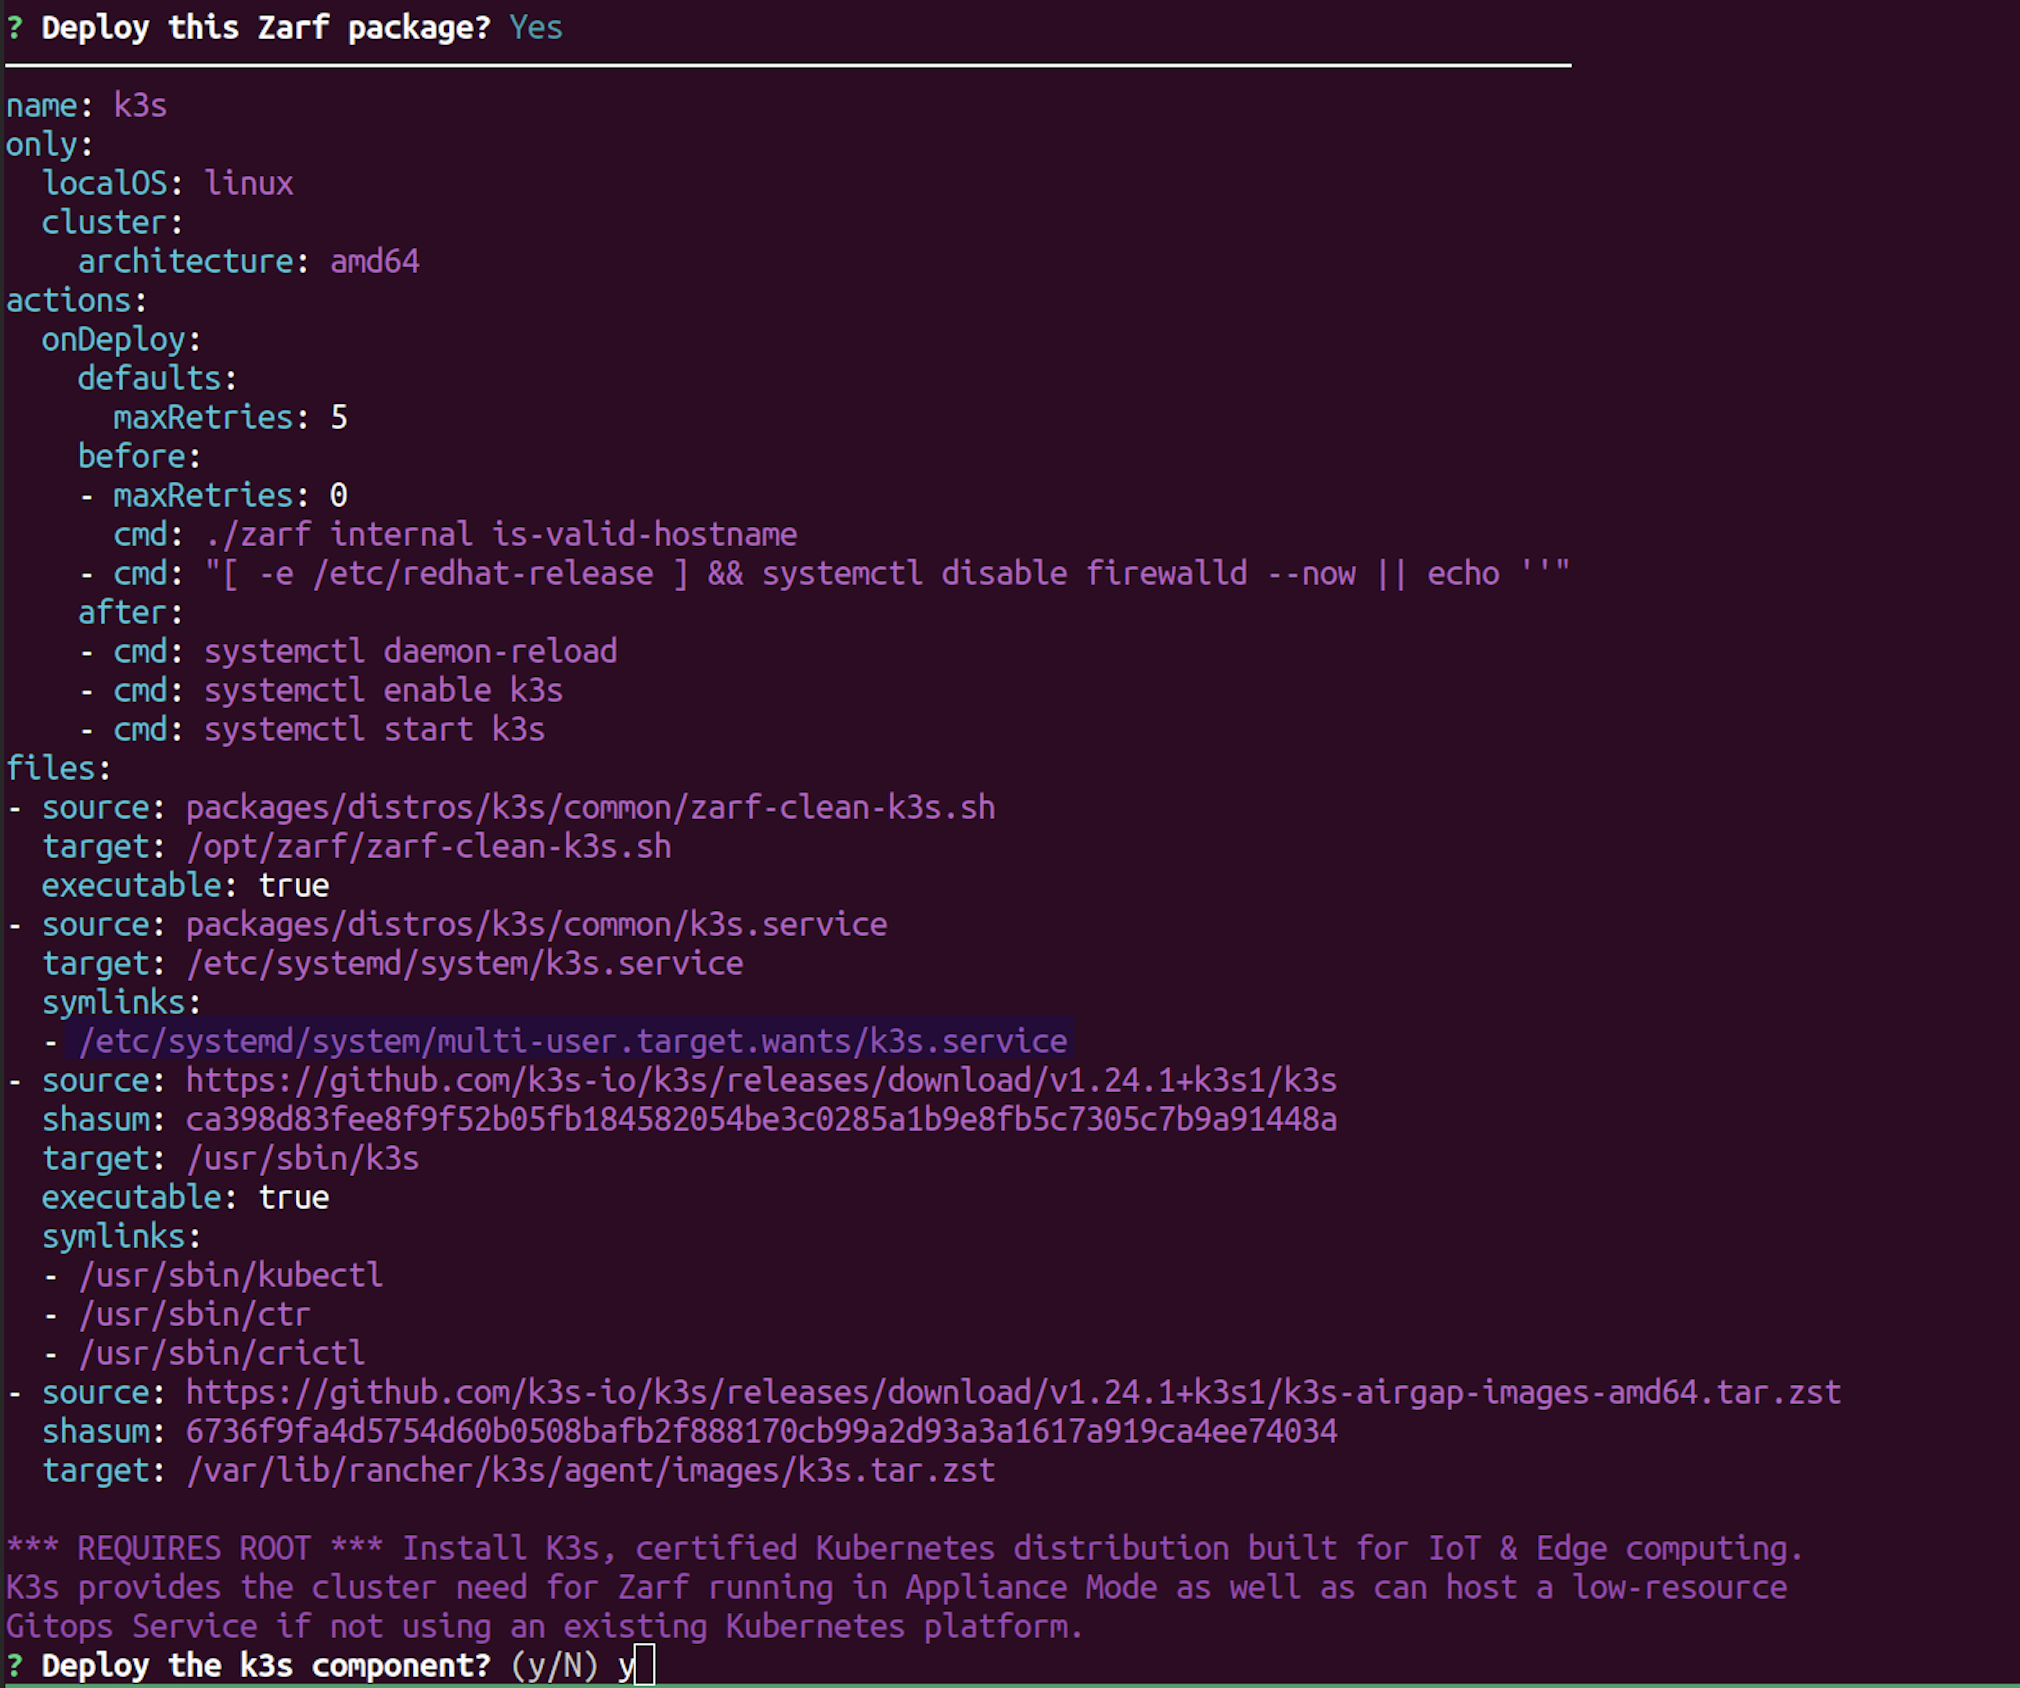 ? Deploy this Zarf package? Yes
name: k3s
only:
  localOS: linux
  cluster:
    architecture: amd64
actions:
  onDeploy:
    defaults:
      maxRetries: 5
    before:
    - maxRetries: 0
      cmd: ./zarf internal is-valid-hostname
    - cmd: "[ -e /etc/redhat-release ] && systemctl disable firewalld --now || echo ''"
    after:
    - cmd: systemctl daemon-reload
    - cmd: systemctl enable k3s
    - cmd: systemctl start k3s
files:
- source: packages/distros/k3s/common/zarf-clean-k3s.sh
  target: /opt/zarf/zarf-clean-k3s.sh
  executable: true
- source: packages/distros/k3s/common/k3s.service
  target: /etc/systemd/system/k3s.service
  symlinks:
  - /etc/systemd/system/multi-user.target.wants/k3s.service
- source: https://github.com/k3s-io/k3s/releases/download/v1.24.1+k3s1/k3s
  shasum: ca398d83fee8f9f52b05fb184582054be3c0285a1b9e8fb5c7305c7b9a91448a
  target: /usr/sbin/k3s
  executable: true
  symlinks:
  - /usr/sbin/kubectl
  - /usr/sbin/ctr
  - /usr/sbin/crictl
- source: https://github.com/k3s-io/k3s/releases/download/v1.24.1+k3s1/k3s-airgap-images-amd64.tar.zst
  shasum: 6736f9fa4d5754d60b0508bafb2f888170cb99a2d93a3a1617a919ca4ee74034
  target: /var/lib/rancher/k3s/agent/images/k3s.tar.zst
*** REQUIRES ROOT *** Install K3s, certified Kubernetes distribution built for IoT & Edge computing.
K3s provides the cluster need for Zarf running in Appliance Mode as well as can host a low-resource
Gitops Service if not using an existing Kubernetes platform.
? Deploy the k3s component? (y/N) y